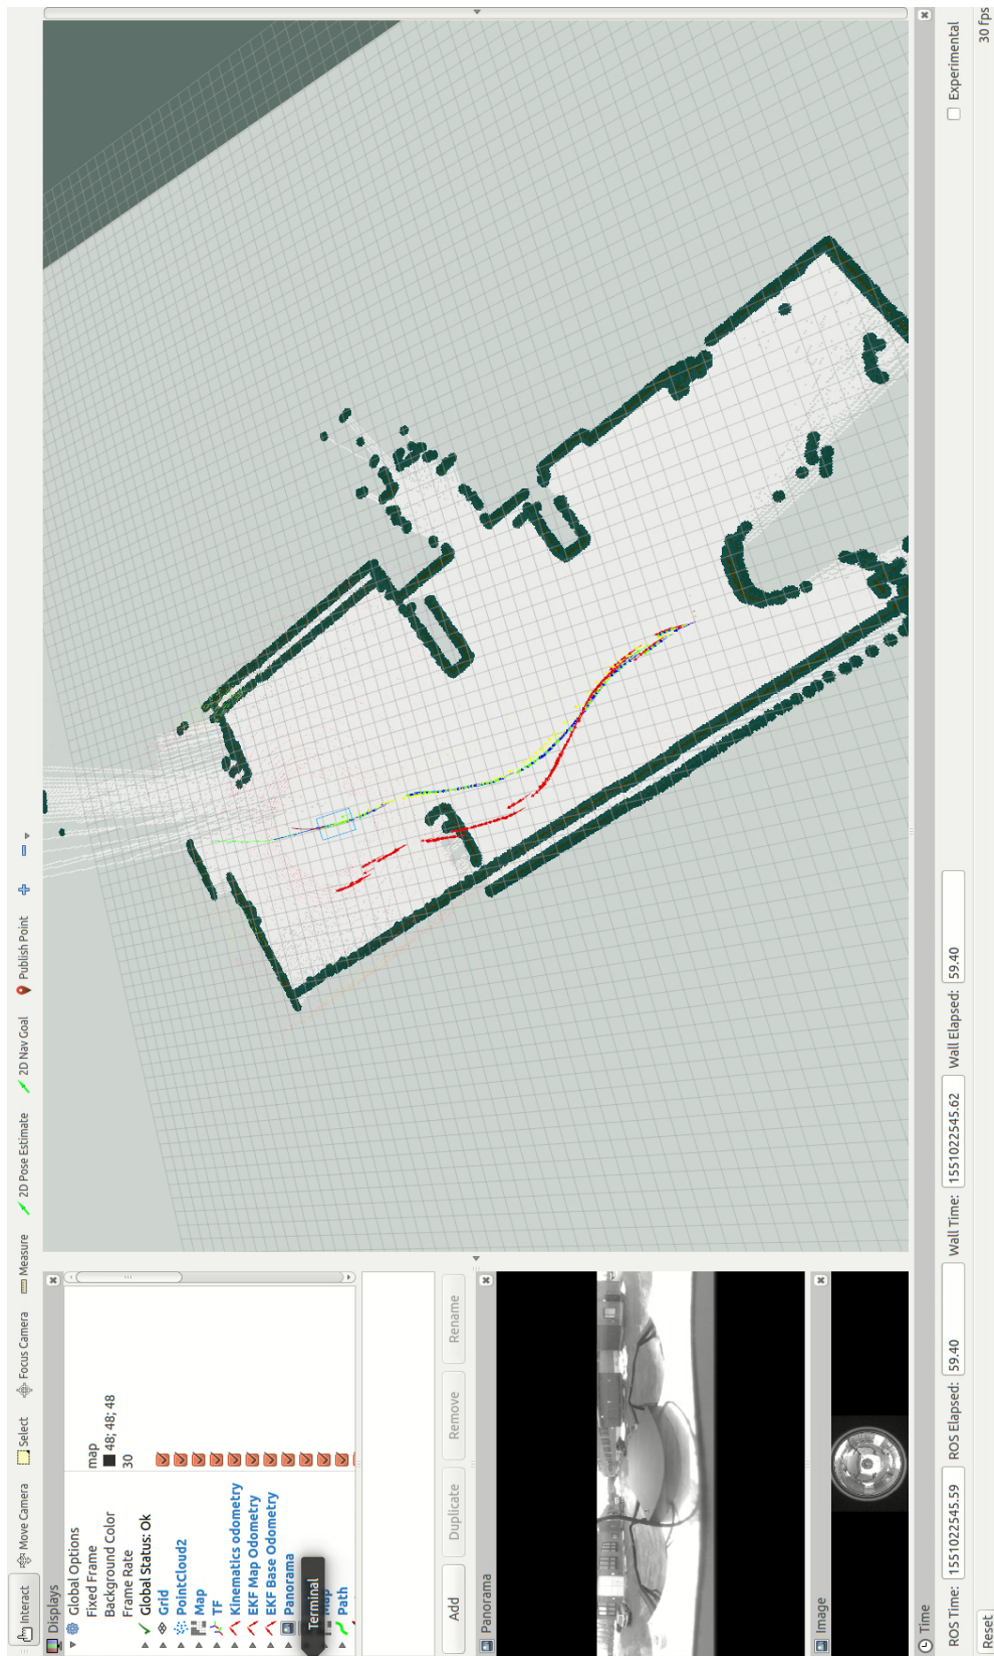 Interact Move Camera Select Focus Camera Measure 2D Pose Estimate 2D Nav Goal Publish Point
Displays
Global Options
Fixed Frame map
Background Color 48; 48; 48
Frame Rate 30
Global Status: Ok
Grid
PointCloud2
Map
TF
Kinematics odometry
EKF Map Odometry
EKF Base Odometry
Panorama
Terminal
Map
Path
Add Duplicate Remove Rename
Panorama
Image
Time
ROS Time: 1551022545.59 ROS Elapsed: 59.40 Wall Time: 1551022545.62 Wall Elapsed: 59.40 Experimental
Reset 30 fps